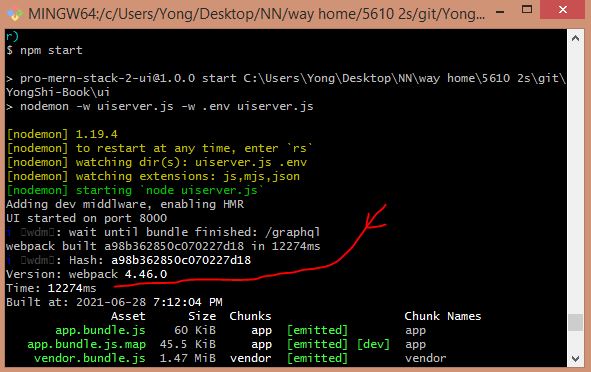 MINGW64:/c/Users/Yong/Desktop/NN/way home/5610 2s/git/Yong...
r)
$ npm start
> pro-mern-stack-2-ui@1.0.0 start C:\Users\Yong\Desktop\NN\way home\5610 2s\git\
YongShi-Book\ui
> nodemon -w uiserver.js -w .env uiserver.js
[nodemon] 1.19.4
[nodemon] to restart at any time, enter `rs`
[nodemon] watching dir(s): uiserver.js .env
[nodemon] watching extensions: js,mjs,json
[nodemon] starting `node uiserver.js`
Adding dev middlware, enabling HMR
UI started on port 8000
「wdm」: wait until bundle finished: /graphql
webpack built a98b362850c070227d18 in 12274ms
「wdm」: Hash: a98b362850c070227d18
Version: webpack 4.46.0
Time: 12274ms
Built at: 2021-06-28 7:12:04 PM
Asset Size Chunks Chunk Names
app.bundle.js 60 KiB app [emitted] app
app.bundle.js.map 45.5 KiB app [emitted] [dev] app
vendor.bundle.js 1.47 MiB vendor [emitted] vendor